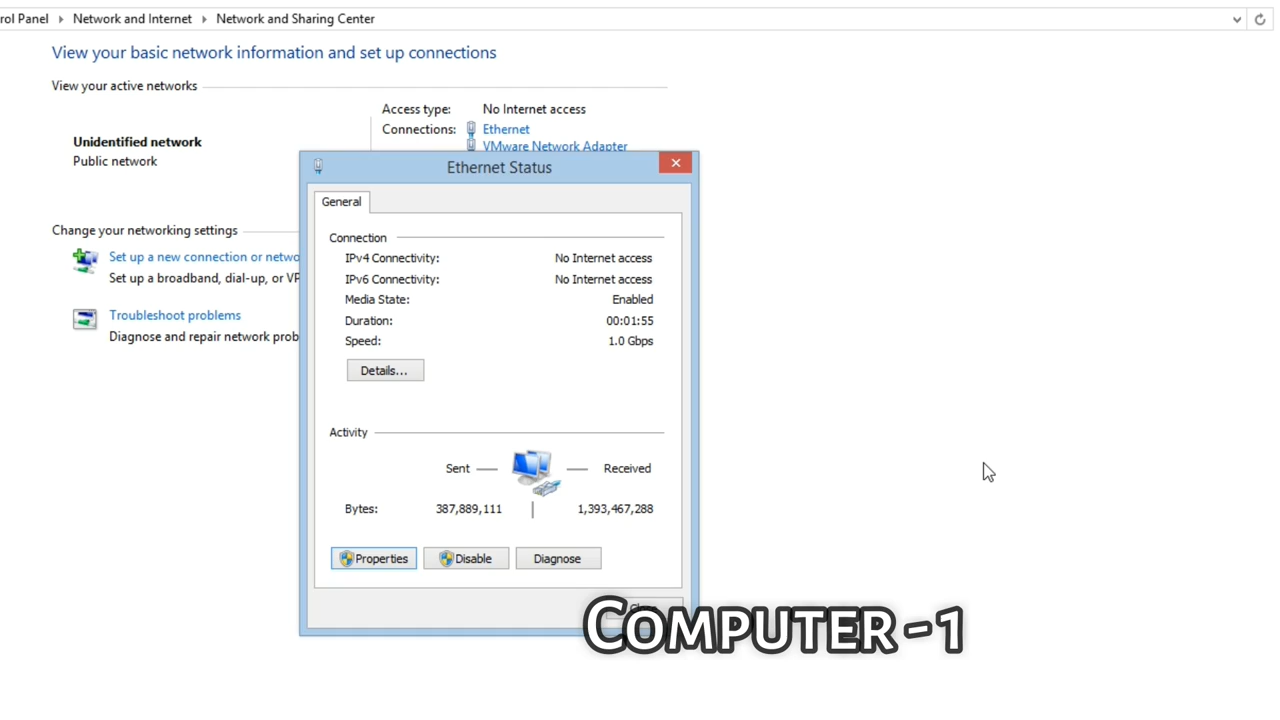 rol Panel ▸ Network and Internet ▸ Network and Sharing Center
View your basic network information and set up connections
View your active networks
Access type: No Internet access
Connections: Ethernet
VMware Network Adapter
Unidentified network
Public network
Change your networking settings
Set up a new connection or netwo
Set up a broadband, dial-up, or VP
Troubleshoot problems
Diagnose and repair network prob
Ethernet Status
General
Connection
IPv4 Connectivity: No Internet access
IPv6 Connectivity: No Internet access
Media State: Enabled
Duration: 00:01:55
Speed: 1.0 Gbps
Details...
Activity
Sent Received
Bytes: 387,889,111 1,393,467,288
Properties Disable Diagnose
COMPUTER-1